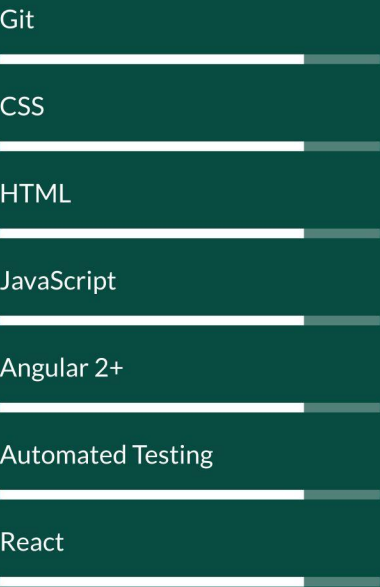 Git
CSS
HTML
JavaScript
Angular 2+
Automated Testing
React